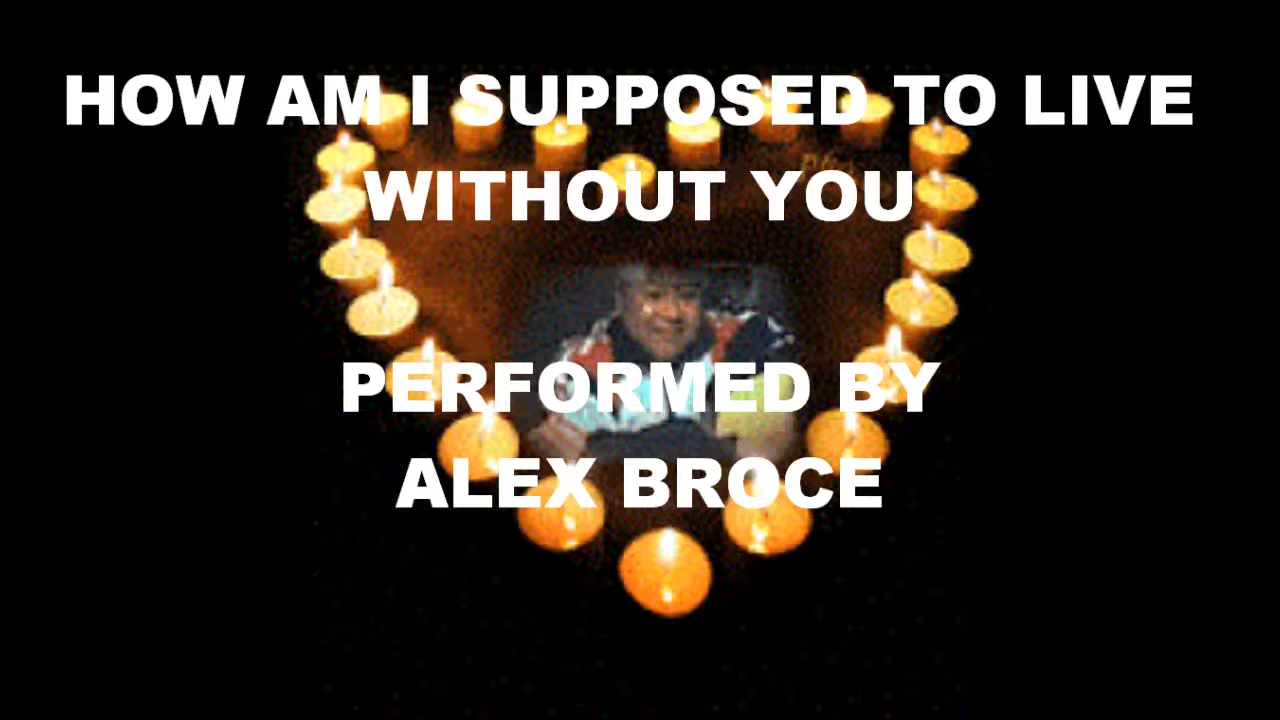 HOW AM I SUPPOSED TO LIVE
WITHOUT YOU
PERFORMED BY
ALEX BROCE